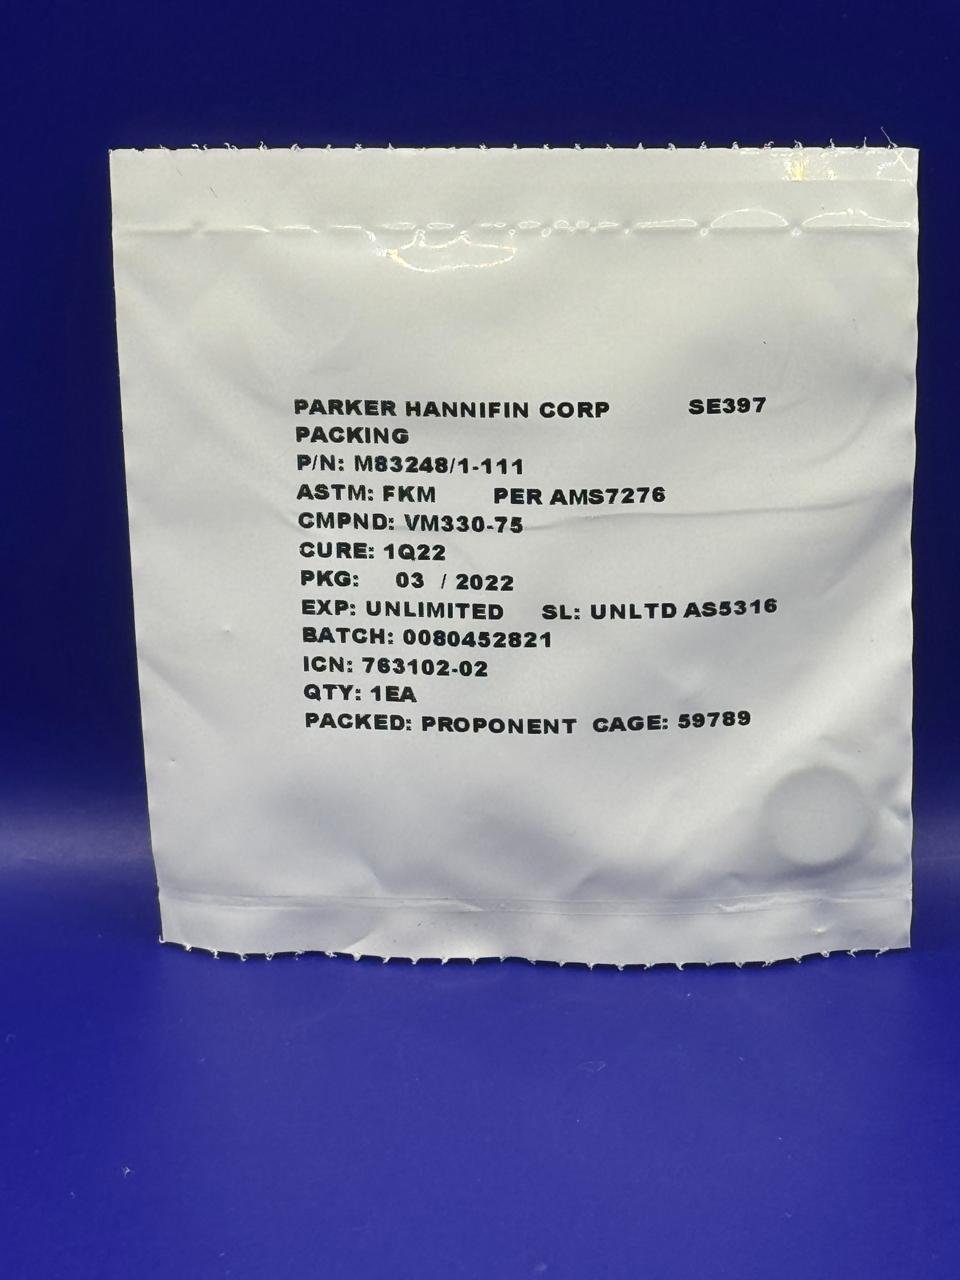 PARKER HANNIFIN CORP SE397
PACKING
P/N: M83248/1-111
ASTM: FKM PER AMS7276
CMPND: VM330-75
CURE: 1Q22
PKG: 03 / 2022
EXP: UNLIMITED SL: UNLTD AS5316
BATCH: 0080452821
ICN: 763102-02
QTY: 1EA
PACKED: PROPONENT CAGE: 59789